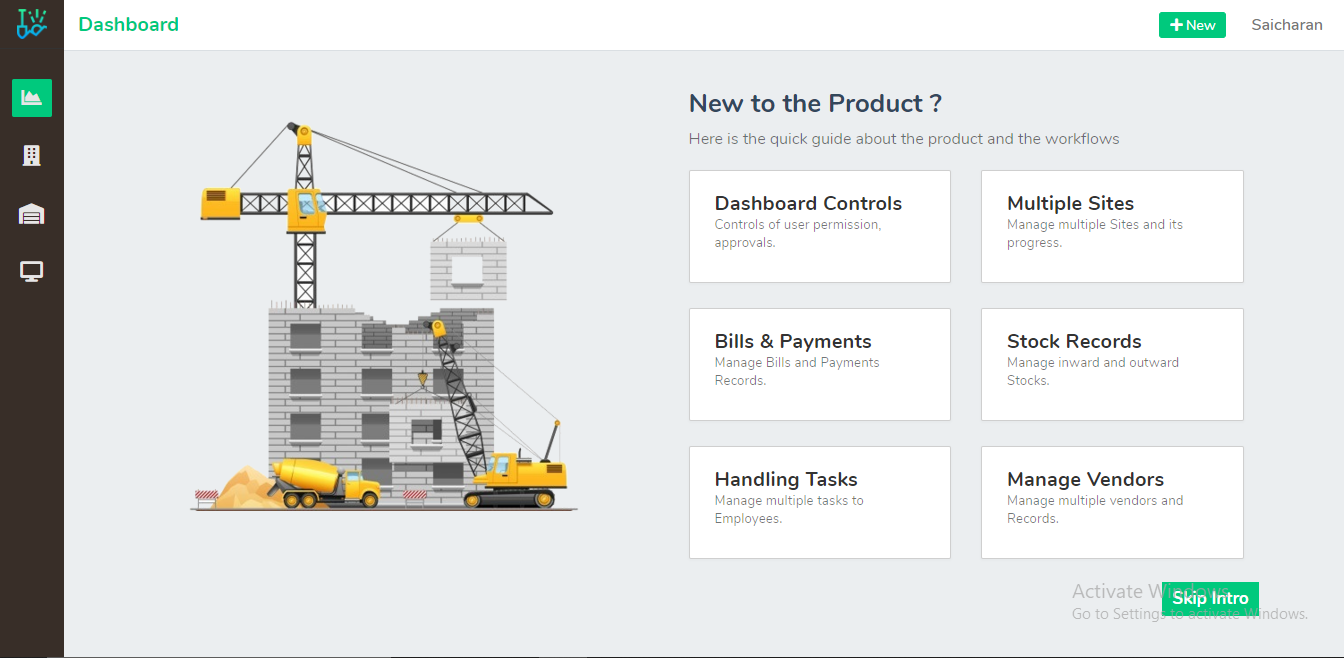 Dashboard
New
Saicharan
New to the Product ?
Here is the quick guide about the product and the workflows
Dashboard Controls
Controls of user permission,
approvals.
Multiple Sites
Manage multiple Sites and its
progress.
Bills & Payments
Manage Bills and Payments
Records.
Stock Records
Manage inward and outward
Stocks.
Handling Tasks
Manage multiple tasks to
Employees.
Manage Vendors
Manage multiple vendors and
Records.
Activate Windows
Skip Intro
Go to Settings to activate Windows.